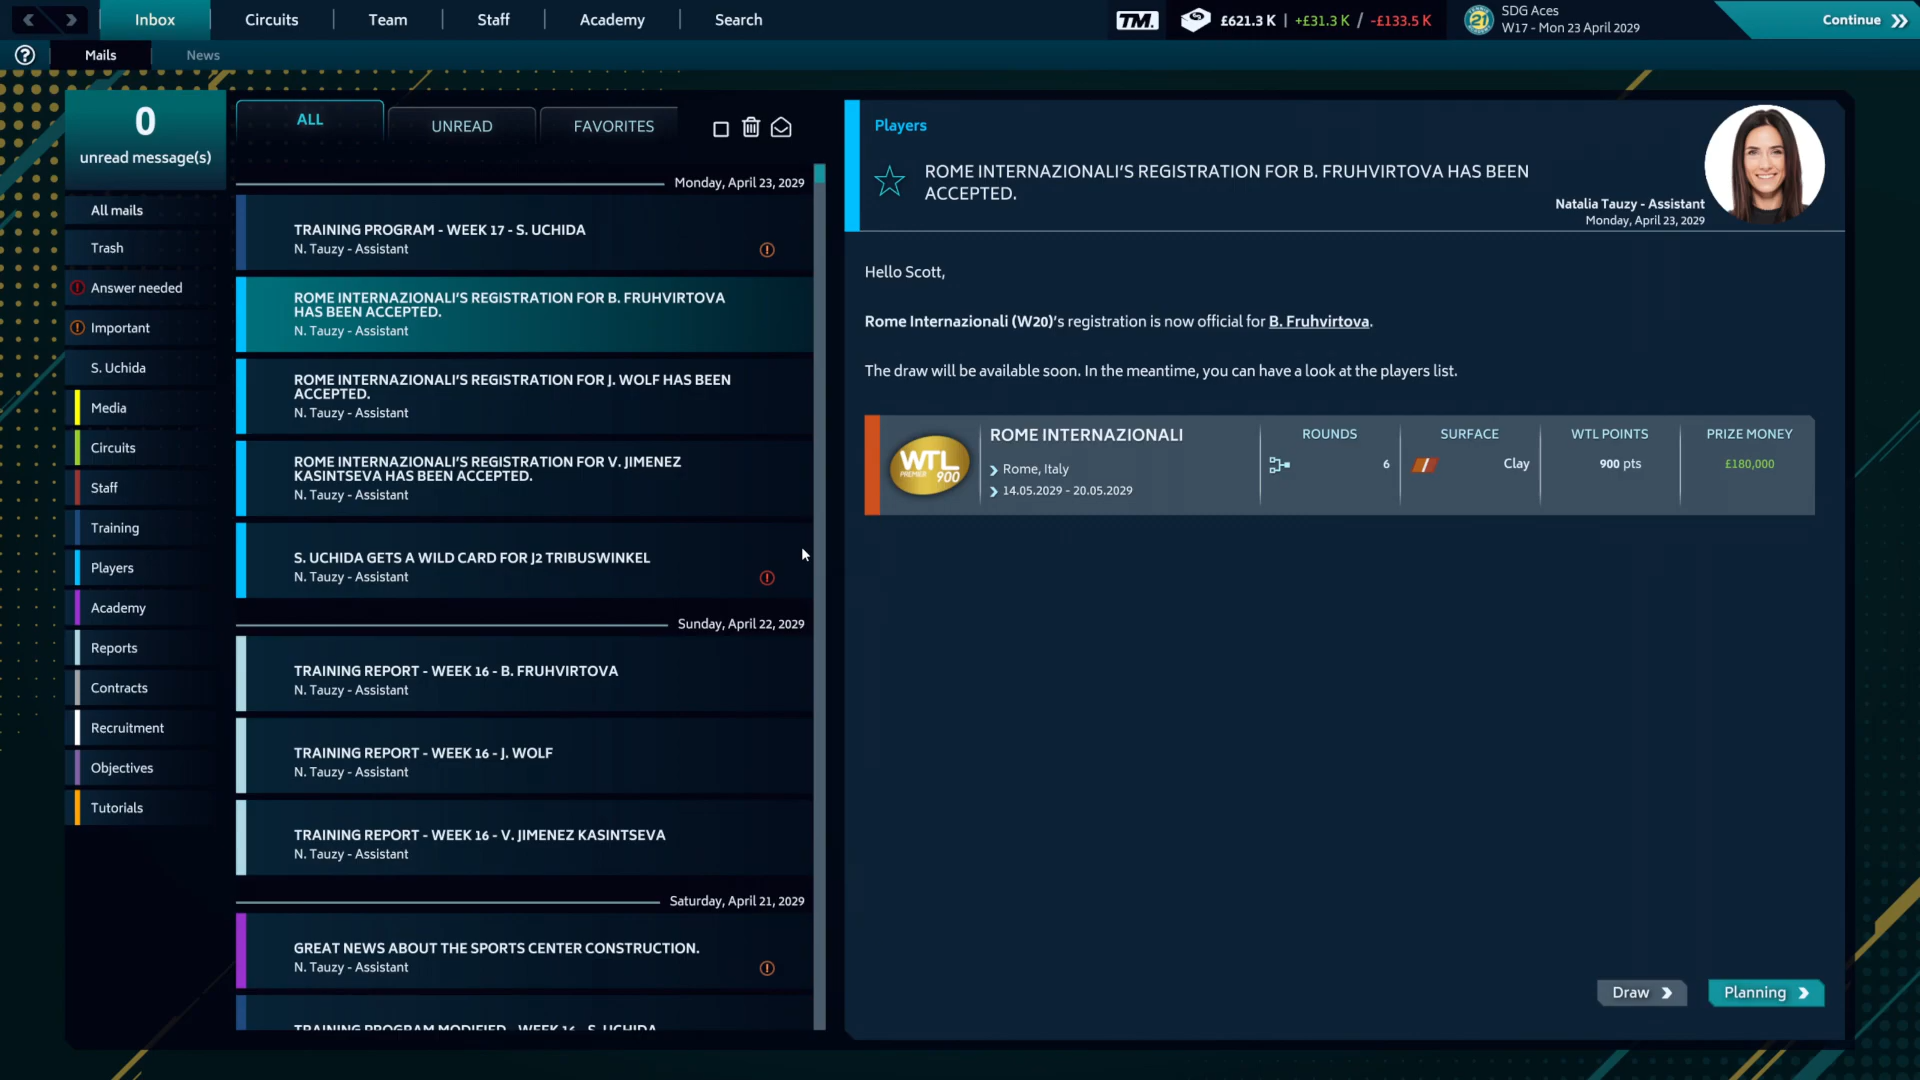 Inbox
Circuits
Team
Staff
Academy
Search
TM.
£621.3 K | +£31.3 K / -£133.5 K
21
SDG Aces
W17 - Mon 23 April 2029
Continue
?
Mails
News
0
unread message(s)
All mails
Trash
Answer needed
Important
S. Uchida
Media
Circuits
Staff
Training
Players
Academy
Reports
Contracts
Recruitment
Objectives
Tutorials
ALL
UNREAD
FAVORITES
Monday, April 23, 2029
TRAINING PROGRAM - WEEK 17 - S. UCHIDA
N. Tauzy - Assistant
ROME INTERNAZIONALI'S REGISTRATION FOR B. FRUHVIRTOVA
HAS BEEN ACCEPTED.
N. Tauzy - Assistant
ROME INTERNAZIONALI'S REGISTRATION FOR J. WOLF HAS BEEN
ACCEPTED.
N. Tauzy - Assistant
ROME INTERNAZIONALI'S REGISTRATION FOR V. JIMENEZ
KASINTSEVA HAS BEEN ACCEPTED.
N. Tauzy - Assistant
S. UCHIDA GETS A WILD CARD FOR J2 TRIBUSWINKEL
N. Tauzy - Assistant
Sunday, April 22, 2029
TRAINING REPORT - WEEK 16 - B. FRUHVIRTOVA
N. Tauzy - Assistant
TRAINING REPORT - WEEK 16 - J. WOLF
N. Tauzy - Assistant
TRAINING REPORT - WEEK 16 - V. JIMENEZ KASINTSEVA
N. Tauzy - Assistant
Saturday, April 21, 2029
GREAT NEWS ABOUT THE SPORTS CENTER CONSTRUCTION.
N. Tauzy - Assistant
TRAINING PROGRAM MODIFIED - WEEK 16 - S. UCHIDA
Players
ROME INTERNAZIONALI'S REGISTRATION FOR B. FRUHVIRTOVA HAS BEEN
ACCEPTED.
Natalia Tauzy - Assistant
Monday, April 23, 2029
Hello Scott,
Rome Internazionali (W20)'s registration is now official for B. Fruhvirtova.
The draw will be available soon. In the meantime, you can have a look at the players list.
WTL
PREMIER 900
ROME INTERNAZIONALI
Rome, Italy
14.05.2029 - 20.05.2029
ROUNDS
6
SURFACE
Clay
WTL POINTS
900 pts
PRIZE MONEY
£180,000
Draw
Planning